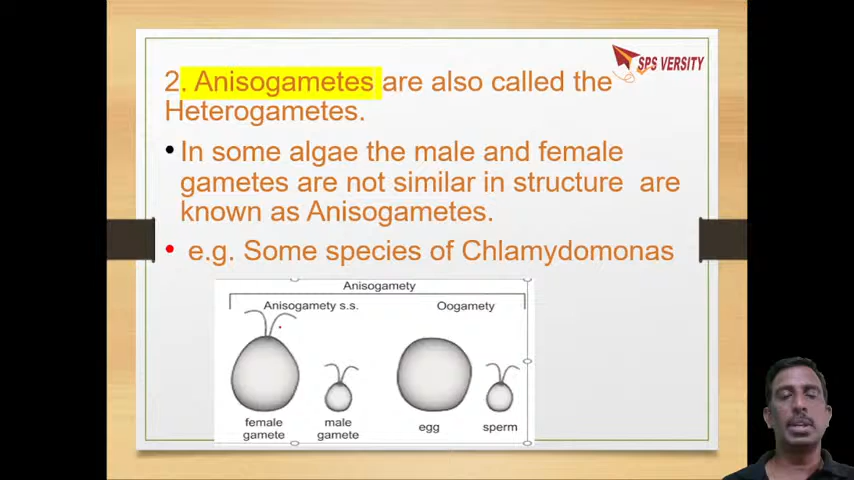 SPS VERSITY
2. Anisogametes are also called the
Heterogametes.
• In some algae the male and female
gametes are not similar in structure are
known as Anisogametes.
• e.g. Some species of Chlamydomonas
Anisogamety
Anisogamety s.s. Oogamety
female gamete
male gamete
egg
sperm